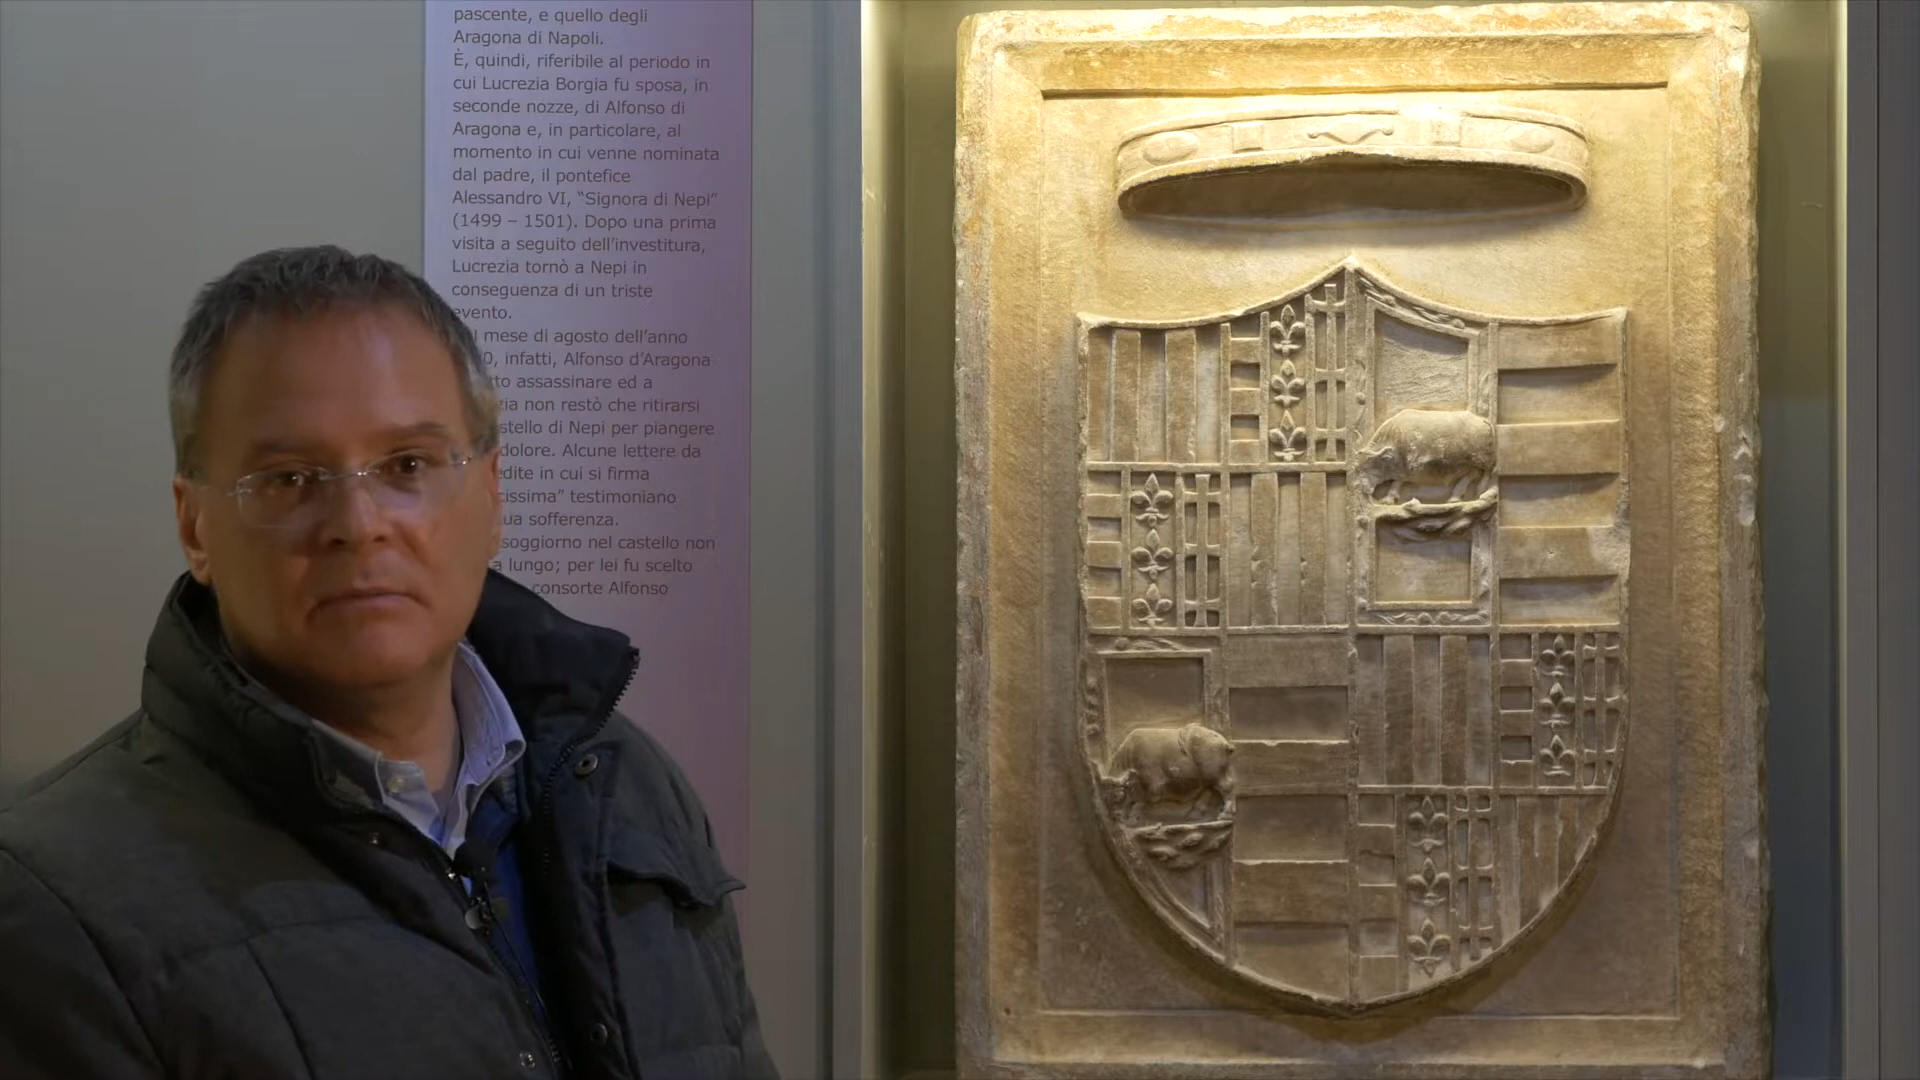 pascente, e quello degli
Aragona di Napoli.
È, quindi, riferibile al periodo in
cui Lucrezia Borgia fu sposa, in
seconde nozze, di Alfonso di
Aragona e, in particolare, al
momento in cui venne nominata
dal padre, il pontefice
Alessandro VI, “Signora di Nepi”
(1499 – 1501). Dopo una prima
visita a seguito dell’investitura,
Lucrezia tornò a Nepi in
conseguenza di un triste
evento.
mese di agosto dell’anno
infatti, Alfonso d’Aragona
assassinare ed a
non restò che ritirarsi
di Nepi per piangere
dolore. Alcune lettere da
in cui si firma
testimoniano
sofferenza.
soggiorno nel castello non
a lungo; per lei fu scelto
consorte Alfonso